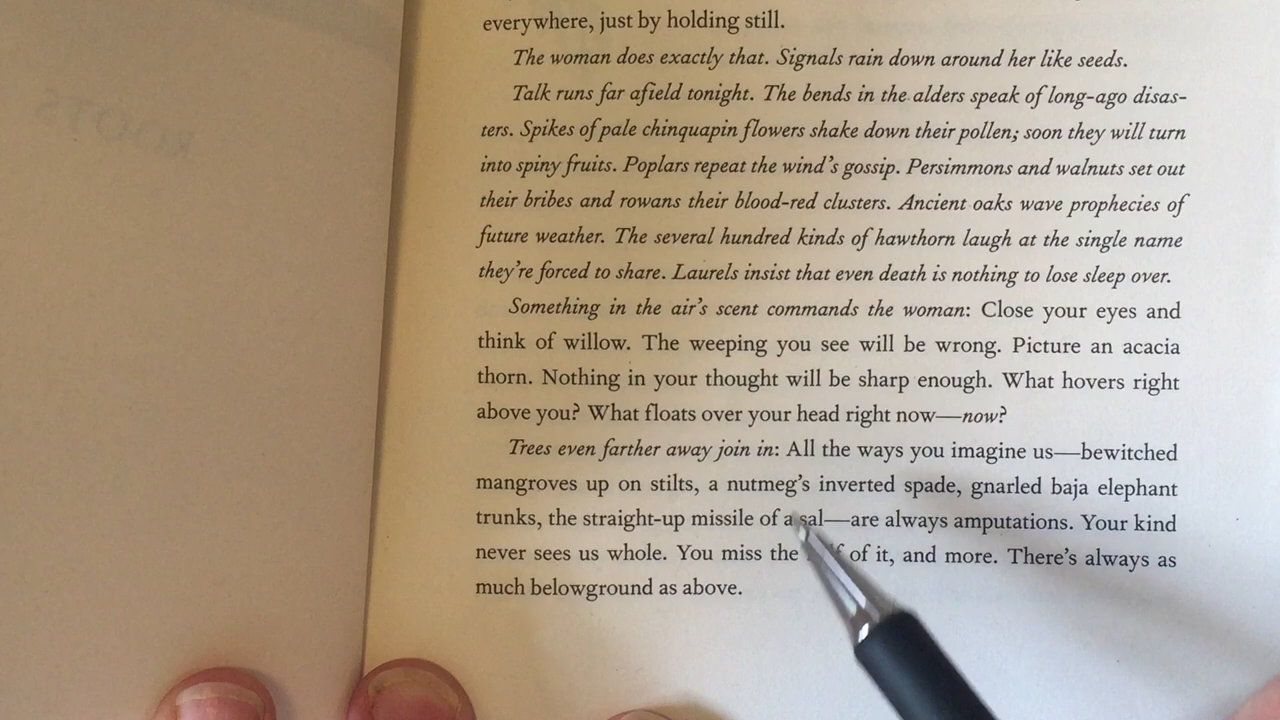 everywhere, just by holding still.
The woman does exactly that. Signals rain down around her like seeds.
Talk runs far afield tonight. The bends in the alders speak of long-ago disas-
ters. Spikes of pale chinquapin flowers shake down their pollen; soon they will turn
into spiny fruits. Poplars repeat the wind's gossip. Persimmons and walnuts set out
their bribes and rowans their blood-red clusters. Ancient oaks wave prophecies of
future weather. The several hundred kinds of hawthorn laugh at the single name
they're forced to share. Laurels insist that even death is nothing to lose sleep over.
Something in the air's scent commands the woman: Close your eyes and
think of willow. The weeping you see will be wrong. Picture an acacia
thorn. Nothing in your thought will be sharp enough. What hovers right
above you? What floats over your head right now—now?
Trees even farther away join in: All the ways you imagine us—bewitched
mangroves up on stilts, a nutmeg's inverted spade, gnarled baja elephant
trunks, the straight-up missile of a sal—are always amputations. Your kind
never sees us whole. You miss the of it, and more. There's always as
much belowground as above.
ROOTS